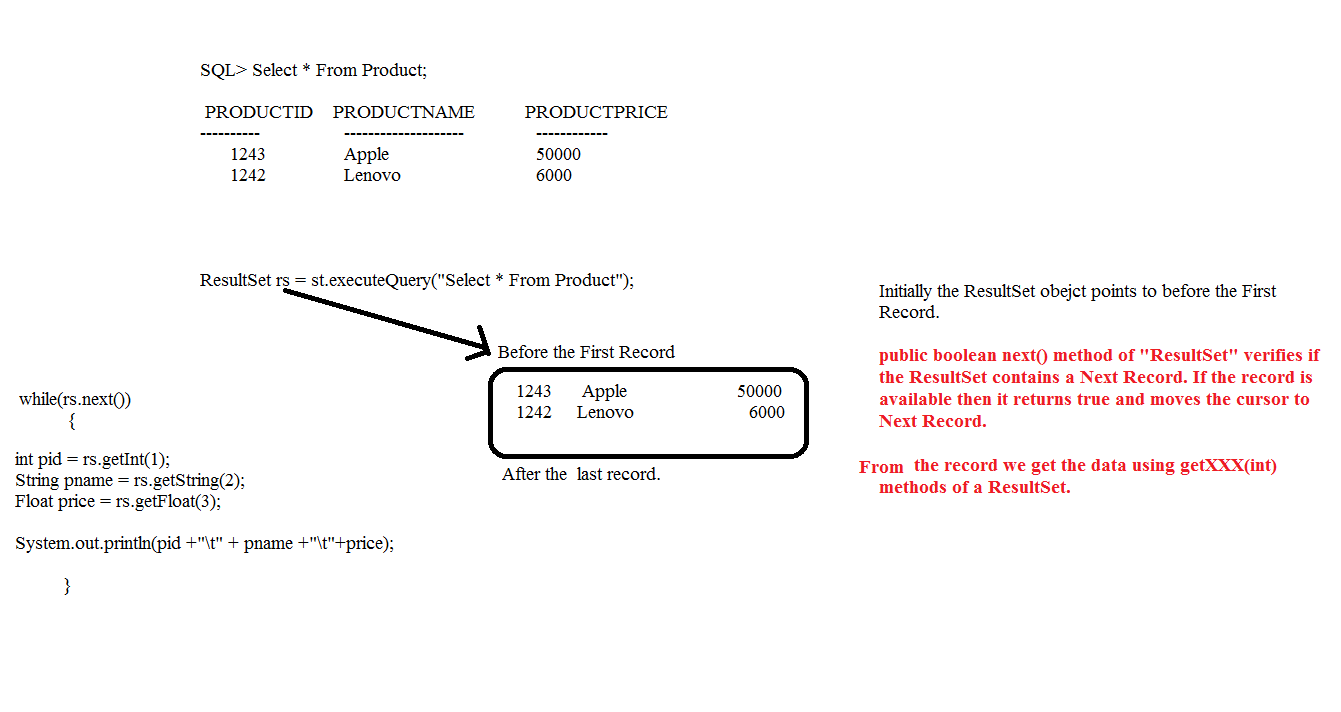 SQL> Select * From Product;
PRODUCTID PRODUCTNAME PRODUCTPRICE
---------- -------------------- ------------
1243 Apple 50000
1242 Lenovo 6000
ResultSet rs = st.executeQuery("Select * From Product");
Before the First Record
1243 Apple 50000
1242 Lenovo 6000
After the last record.
while(rs.next())
{
int pid = rs.getInt(1);
String pname = rs.getString(2);
Float price = rs.getFloat(3);
System.out.println(pid +"\t" + pname +"\t"+price);
}
Initially the ResultSet obejct points to before the First
Record.
public boolean next() method of "ResultSet" verifies if
the ResultSet contains a Next Record. If the record is
available then it returns true and moves the cursor to
Next Record.
From the record we get the data using getXXX(int)
methods of a ResultSet.